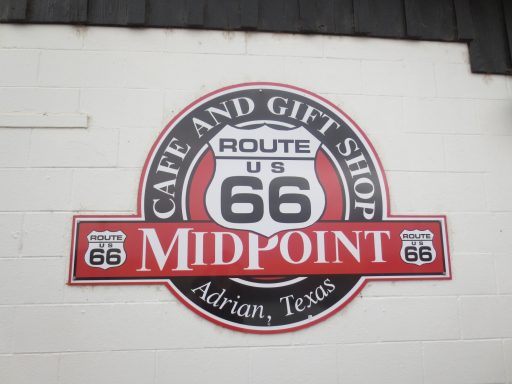 CAFE AND GIFT SHOP
ROUTE
US
66
MIDPOINT
ROUTE
US
66
ROUTE
US
66
Adrian, Texas